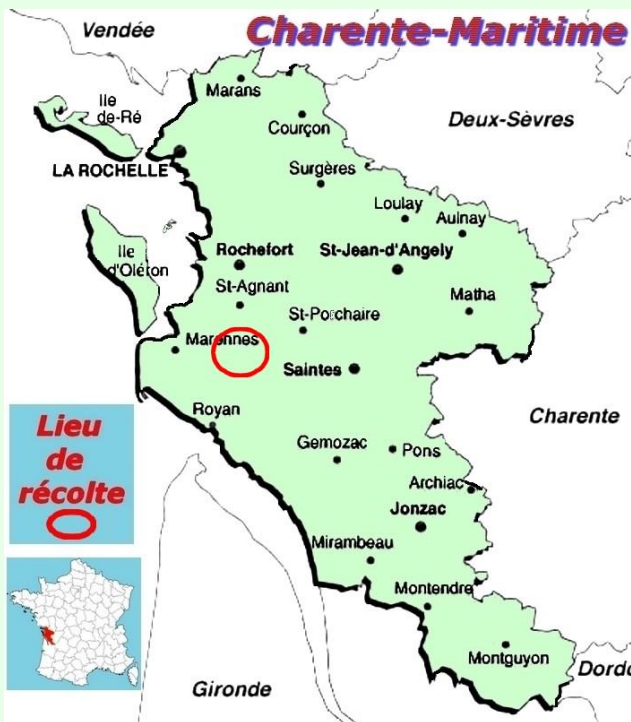 Vendée
Charente-Maritime
Marans
Ile
de-Ré
Courçon
Deux-Sèvres
LA ROCHELLE
Surgères
Loulay
Aulnay
Ile
d'Oléron
Rochefort
St-Jean-d'Angely
St-Agnant
Matha
St-Porchaire
Marennes
Saintes
Royan
Charente
Lieu
de
récolte
Gemozac
Pons
Archiac
Jonzac
Mirambeau
Montendre
Montguyon
Gironde
Dordo